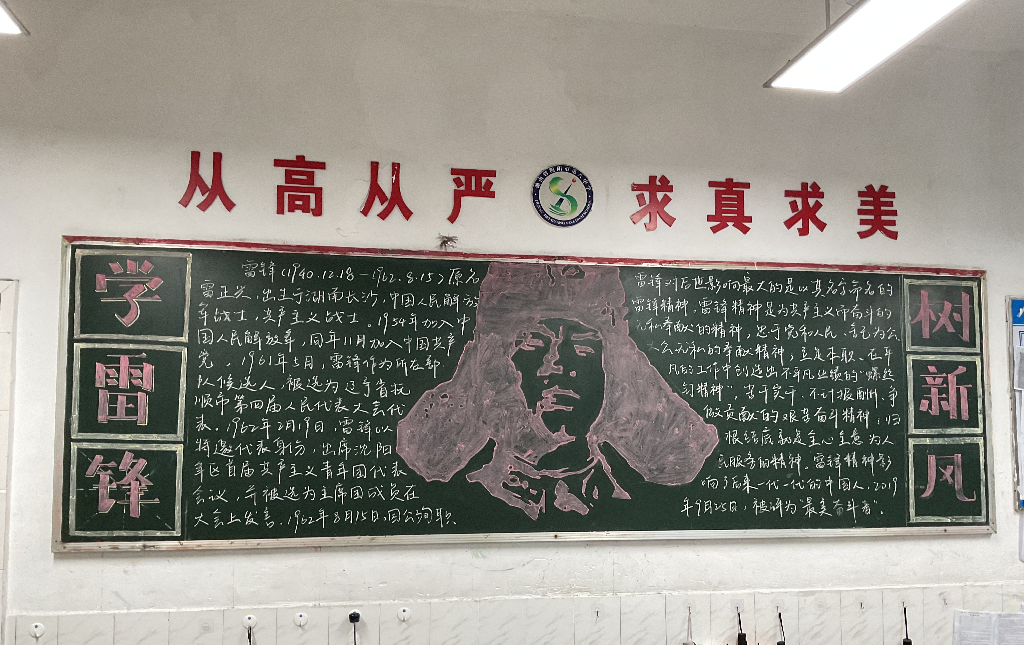 从高从严 求真求美
学雷锋
雷锋(1940.12.18-1962.8.15)原名
雷正兴,出生于湖南长沙,中国人民解放
军战士,共产主义战士。1954年加入中
国人民解放军,同年11月加入中国共产
党,1961年5月,雷锋作为所在部
队候选人,被选为辽宁省抚
顺市第四届人民代表大会代
表。1962年2月19日,雷锋以
特邀代表身份,出席沈阳
军区首届共产主义青年团代表
会议,并被选为主席团成员在
大会上发言.1962年8月15日,因公殉职.
雷锋对后世影响最大的是以其名字命名的
雷锋精神,雷锋精神是为共产主义而奋斗的
无私奉献的精神,忠于党和人民、舍己为公
大公无私的奉献精神,立足本职、在平
凡的工作中创造出不平凡业绩的“螺丝
钉精神”,苦干实干,不计报酬,争
做贡献的艰苦奋斗精神,归
根结底就是全心全意为人
民服务的精神.雷锋精神影
响了后来一代一代的中国人.2019
年9月25日,被评为“最美奋斗者”.
树新风